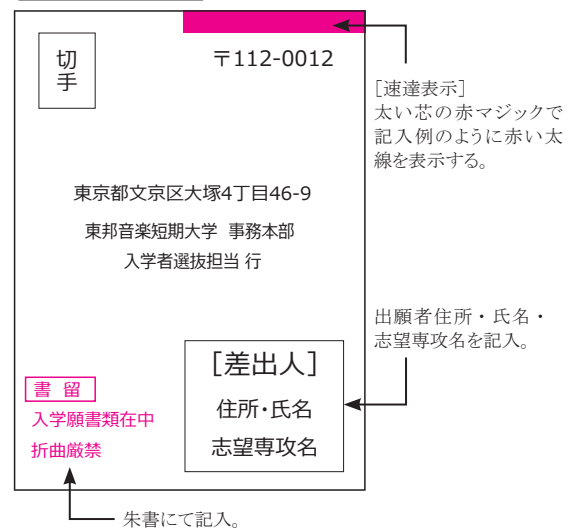 切
手
〒112-0012
［速達表示］
太い芯の赤マジックで
記入例のように赤い太
線を表示する。
東京都文京区大塚4丁目46-9
東邦音楽短期大学 事務本部
入学者選抜担当 行
出願者住所・氏名・
志望専攻名を記入。
［差出人］
住所・氏名
志望専攻名
書 留
入学願書類在中
折曲厳禁
朱書にて記入。